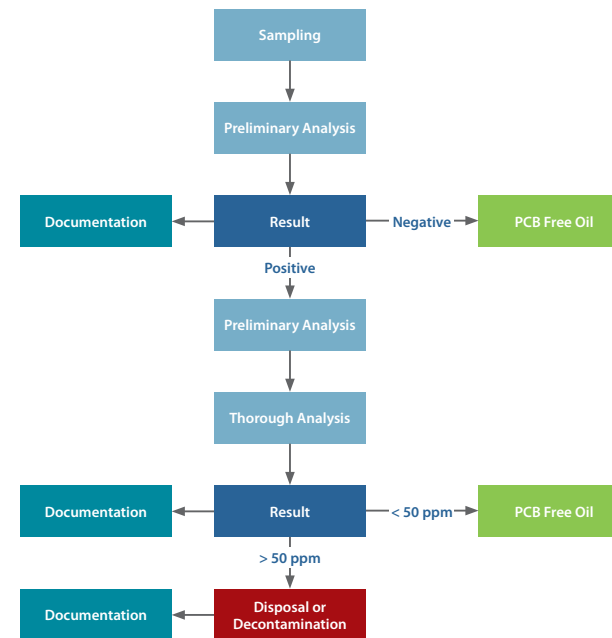 Sampling
Preliminary Analysis
Documentation
Result
Negative
PCB Free Oil
Positive
Preliminary Analysis
Thorough Analysis
Documentation
Result
< 50 ppm
PCB Free Oil
> 50 ppm
Documentation
Disposal or
Decontamination